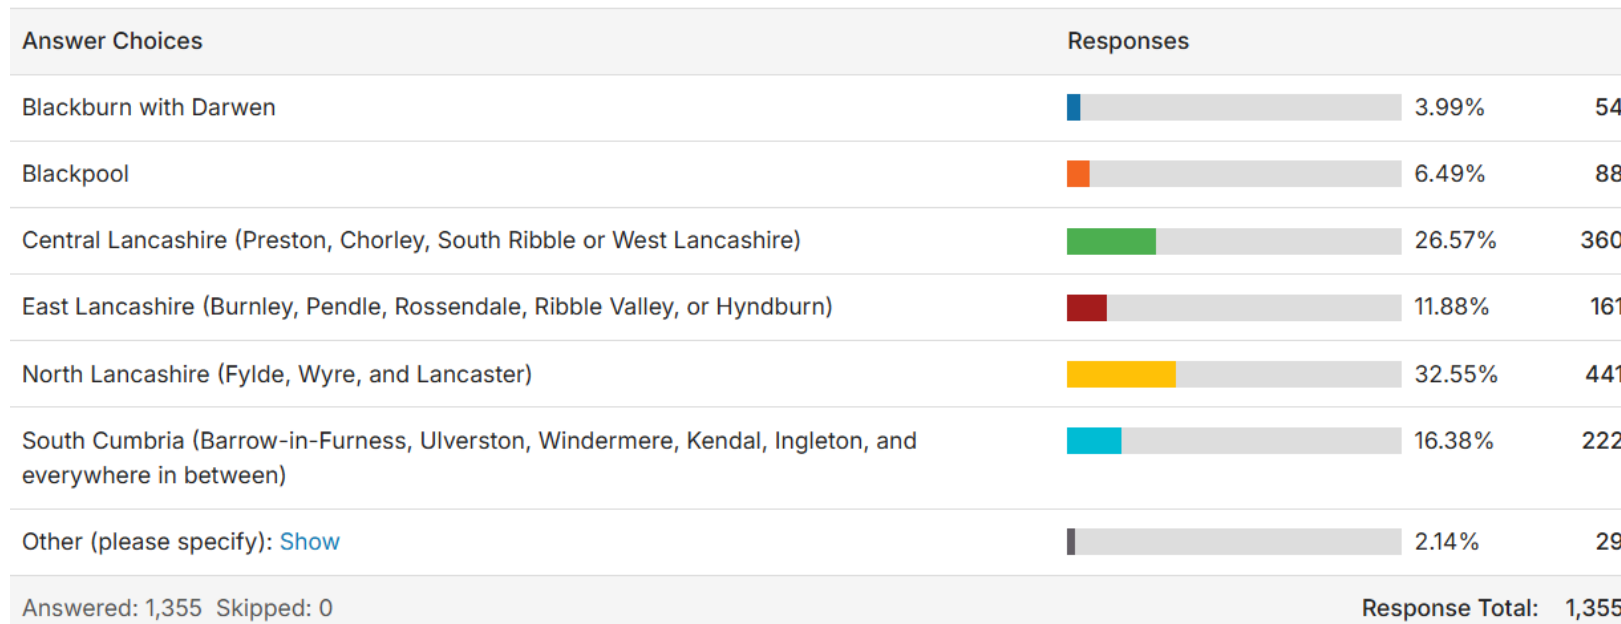 Answer Choices Responses
Blackburn with Darwen 3.99% 54
Blackpool 6.49% 88
Central Lancashire (Preston, Chorley, South Ribble or West Lancashire) 26.57% 360
East Lancashire (Burnley, Pendle, Rossendale, Ribble Valley, or Hyndburn) 11.88% 161
North Lancashire (Fylde, Wyre, and Lancaster) 32.55% 441
South Cumbria (Barrow-in-Furness, Ulverston, Windermere, Kendal, Ingleton, and 16.38% 222
everywhere in between)
Other (please specify): Show 2.14% 29
Answered: 1,355 Skipped: 0 Response Total: 1,355